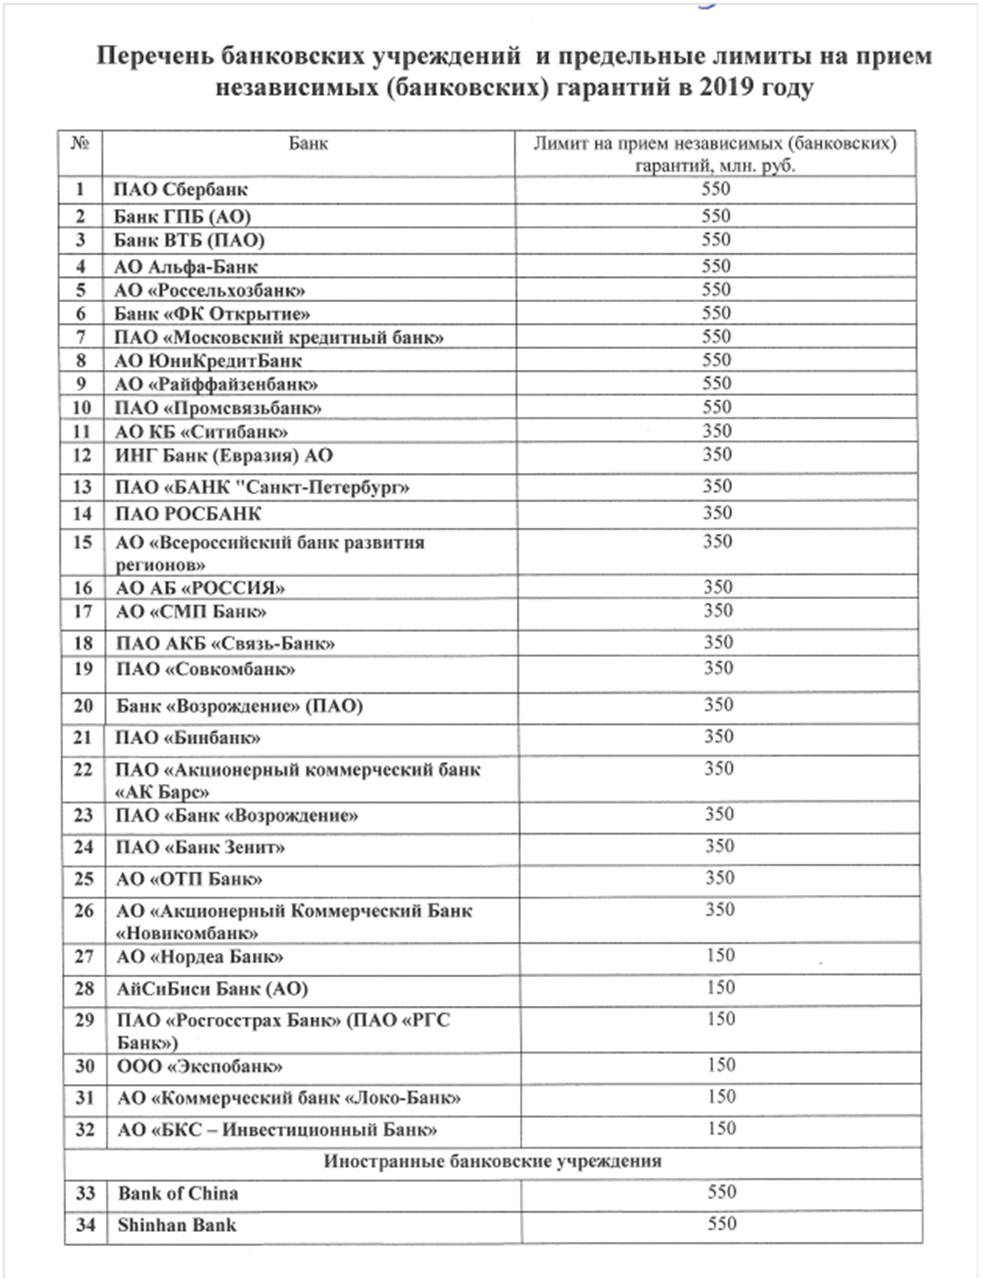 Перечень банковских учреждений и предельные лимиты на прием
независимых (банковских) гарантий в 2019 году
№ Банк Лимит на прием независимых (банковских)
гарантий, млн. руб.
1 ПАО Сбербанк 550
2 Банк ГПБ (АО) 550
3 Банк ВТБ (ПАО) 550
4 АО Альфа-Банк 550
5 АО «Россельхозбанк» 550
6 Банк «ФК Открытие» 550
7 ПАО «Московский кредитный банк» 550
8 АО ЮниКредитБанк 550
9 АО «Райффайзенбанк» 550
10 ПАО «Промсвязьбанк» 550
11 АО КБ «Ситибанк» 350
12 ИНГ Банк (Евразия) АО 350
13 ПАО «БАНК "Санкт-Петербург» 350
14 ПАО РОСБАНК 350
15 АО «Всероссийский банк развития 350
регионов»
16 АО АБ «РОССИЯ» 350
17 АО «СМП Банк» 350
18 ПАО АКБ «Связь-Банк» 350
19 ПАО «Совкомбанк» 350
20 Банк «Возрождение» (ПАО) 350
21 ПАО «Бинбанк» 350
22 ПАО «Акционерный коммерческий банк 350
«АК Барс»
23 ПАО «Банк «Возрождение» 350
24 ПАО «Банк Зенит» 350
25 АО «ОТП Банк» 350
26 АО «Акционерный Коммерческий Банк 350
«Новикомбанк»
27 АО «Нордеа Банк» 150
28 АйСиБиси Банк (АО) 150
29 ПАО «Росгосстрах Банк» (ПАО «РГС 150
Банк»)
30 ООО «Экспобанк» 150
31 АО «Коммерческий банк «Локо-Банк» 150
32 АО «БКС – Инвестиционный Банк» 150
Иностранные банковские учреждения
33 Bank of China 550
34 Shinhan Bank 550